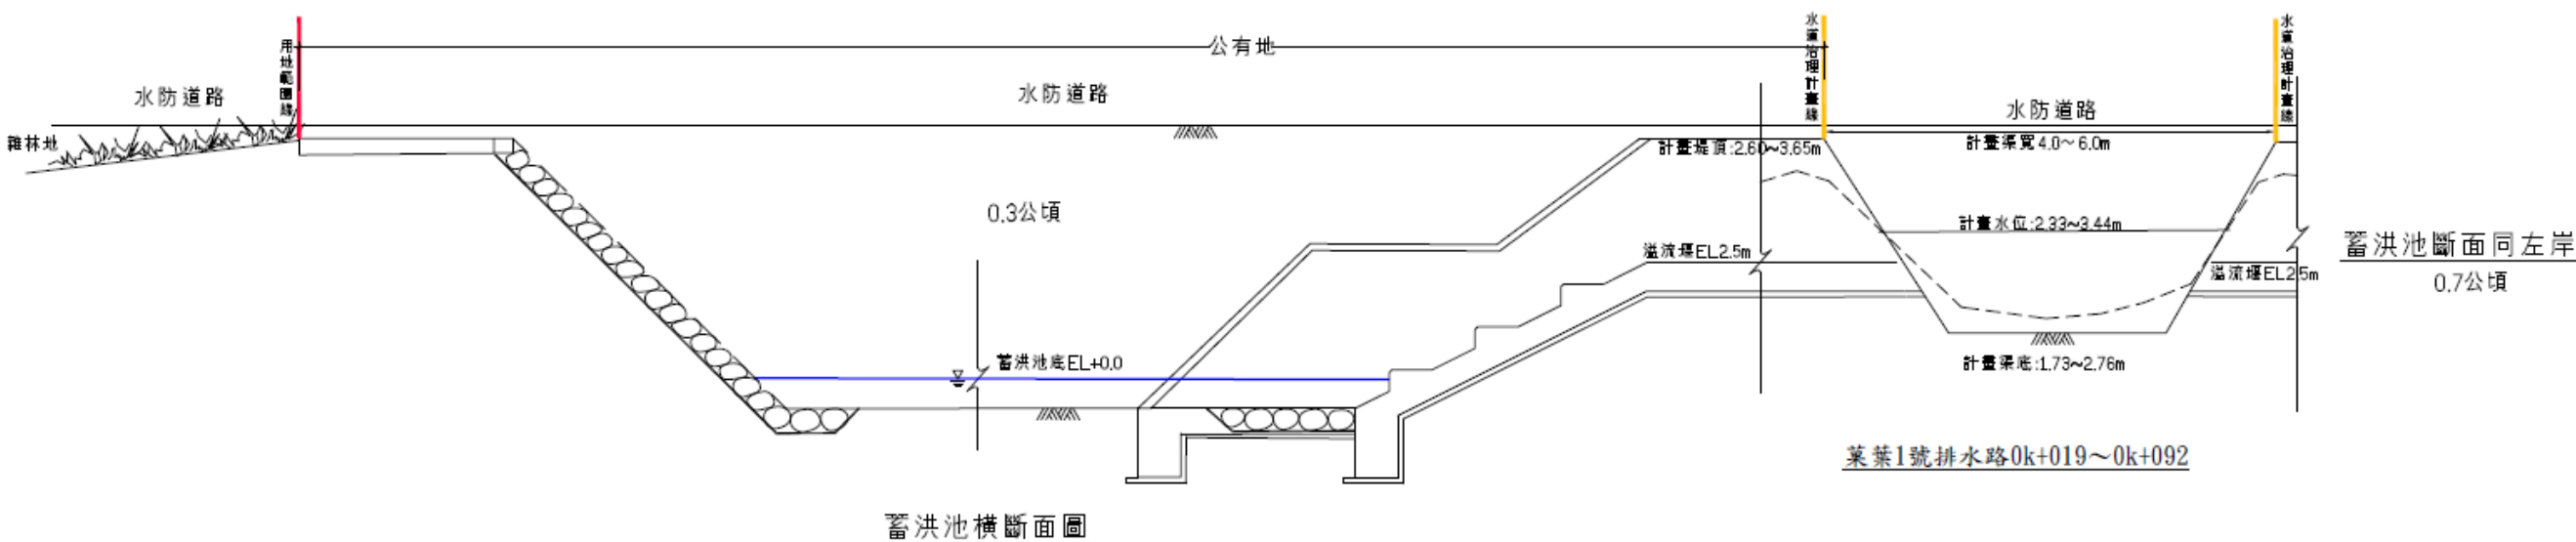 公有地
用地範圍線
水道治理計畫線
水道治理計畫線
水防道路
水防道路
水防道路
雜林地
計畫堤頂:2.60~3.65m
計畫渠寬4.0~6.0m
0.3公頃
計畫水位:2.33~3.44m
溢流堰EL2.5m
溢流堰EL2.5m
蓄洪池斷面同左岸
0.7公頃
蓄洪池底EL+0.0
計畫渠底:1.73~2.76m
菓葉1號排水路0k+019～0k+092
蓄洪池橫斷面圖